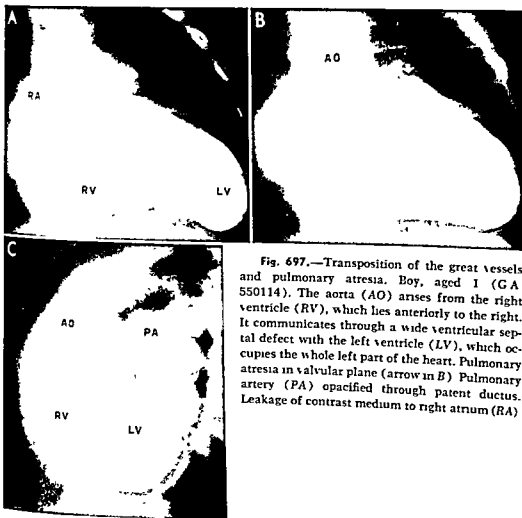 A
B
AO
RA
RV
LV
C
AO
PA
RV
LV
Fig. 697.—Transposition of the great vessels
and pulmonary atresia. Boy, aged 1 (G A
550114). The aorta (AO) arises from the right
ventricle (RV), which lies anteriorly to the right.
It communicates through a wide ventricular sep-
tal defect with the left ventricle (LV), which oc-
cupies the whole left part of the heart. Pulmonary
atresia in valvular plane (arrow in B) Pulmonary
artery (PA) opacified through patent ductus.
Leakage of contrast medium to right atrium (RA)